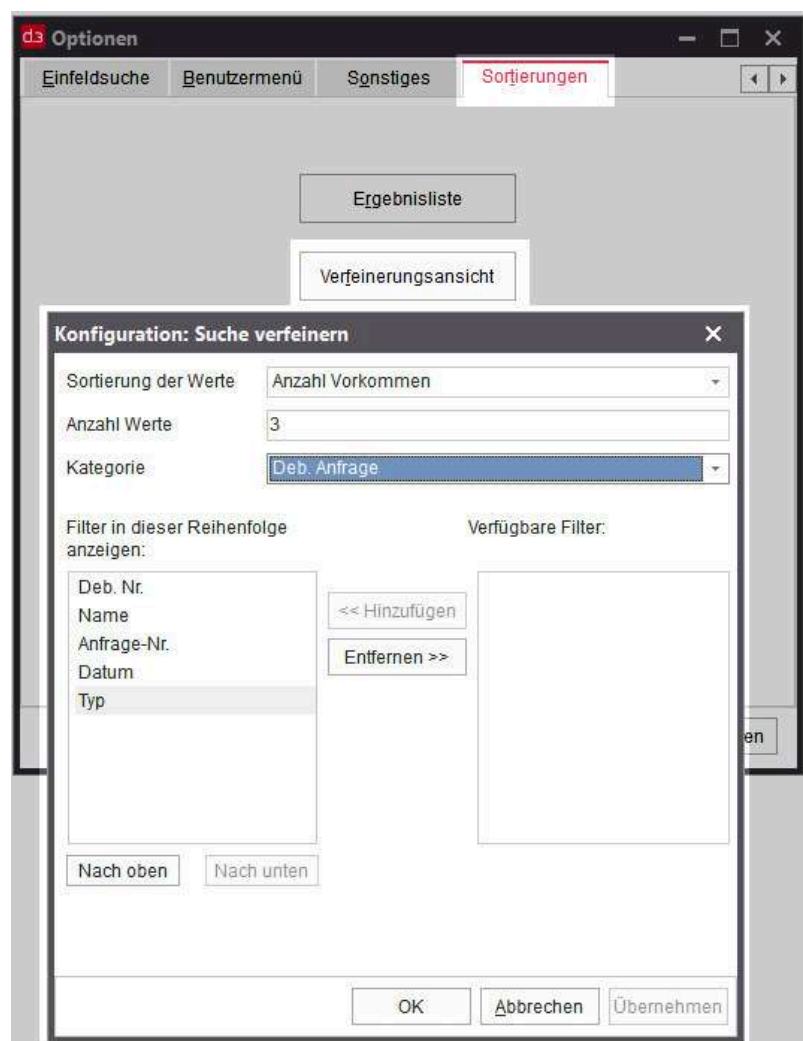 d3 Optionen
Einfeldsuche Benutzermenü Sonstiges Sortierungen
Ergebnisliste
Verfeinerungsansicht
Konfiguration: Suche verfeinern
Sortierung der Werte Anzahl Vorkommen
Anzahl Werte 3
Kategorie Deb. Anfrage
Filter in dieser Reihenfolge
anzeigen:
Verfügbare Filter:
Deb. Nr.
Name
Anfrage-Nr.
Datum
Typ
<< Hinzufügen
Entfernen >>
en
Nach oben Nach unten
OK Abbrechen Übernehmen